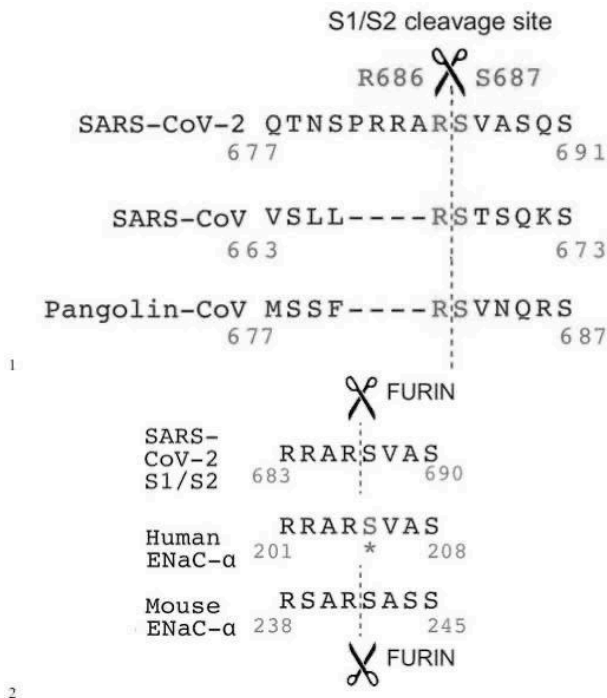 S1/S2 cleavage site
R686 S687
SARS-CoV-2 QTNSPRRARSVASQS
677 691
SARS-CoV VSLL----RSTSQKS
663 673
Pangolin-CoV MSSF----RSVNQRS
677 687
1
FURIN
SARS-
CoV-2 RRARSVAS
S1/S2 683 690
RRARSVAS
Human
ENaC-α 201 * 208
Mouse RSARSASS
ENaC-α 238 245
FURIN
2